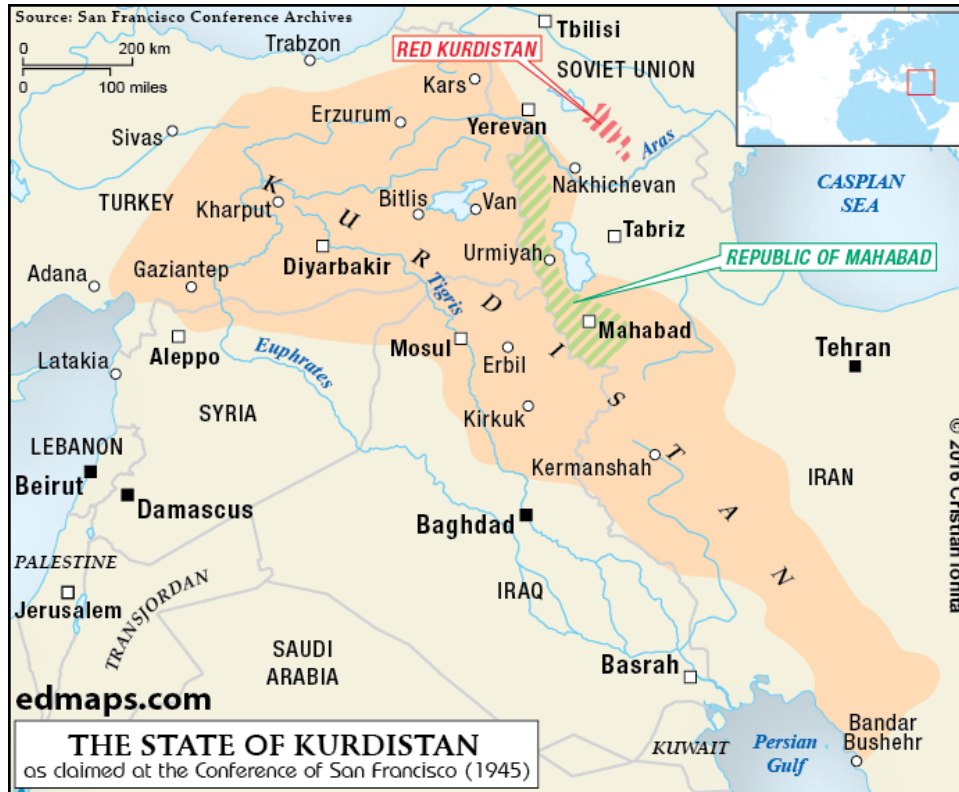 Source: San Francisco Conference Archives
0 200 km
0 100 miles
Trabzon
Tbilisi
RED KURDISTAN
SOVIET UNION
Kars
Erzurum
Yerevan
Sivas
Aras
Nakhichevan
CASPIAN
SEA
TURKEY
Kharput
Bitlis
Van
Tabriz
KURDISTAN
Diyarbakir
Urmiyah
REPUBLIC OF MAHABAD
Adana
Gaziantep
Tigris
Mahabad
Aleppo
Mosul
Erbil
Tehran
Latakia
Euphrates
SYRIA
Kirkuk
LEBANON
Kermanshah
IRAN
Beirut
Damascus
Baghdad
© 2016 Cristian Ionita
PALESTINE
Jerusalem
TRANSJORDAN
IRAQ
SAUDI
ARABIA
Basrah
edmaps.com
KUWAIT
Persian
Gulf
Bandar
Bushehr
THE STATE OF KURDISTAN
as claimed at the Conference of San Francisco (1945)